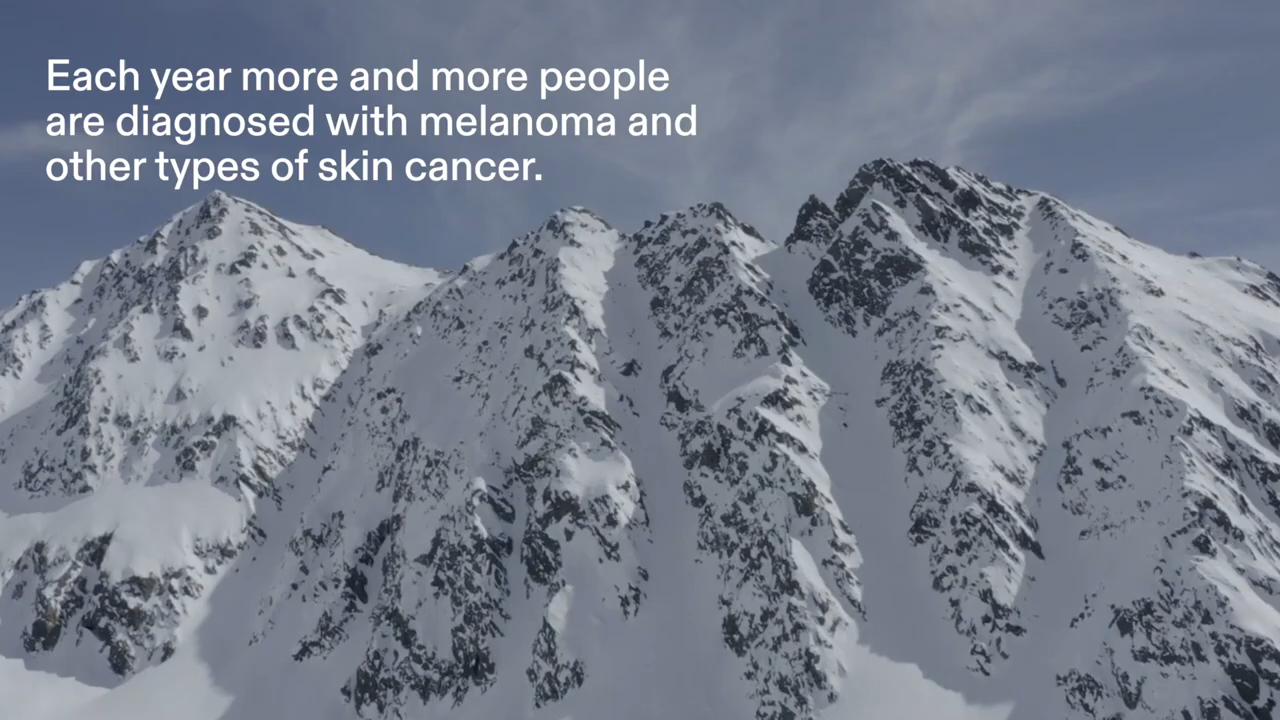 Each year more and more people
are diagnosed with melanoma and
other types of skin cancer.